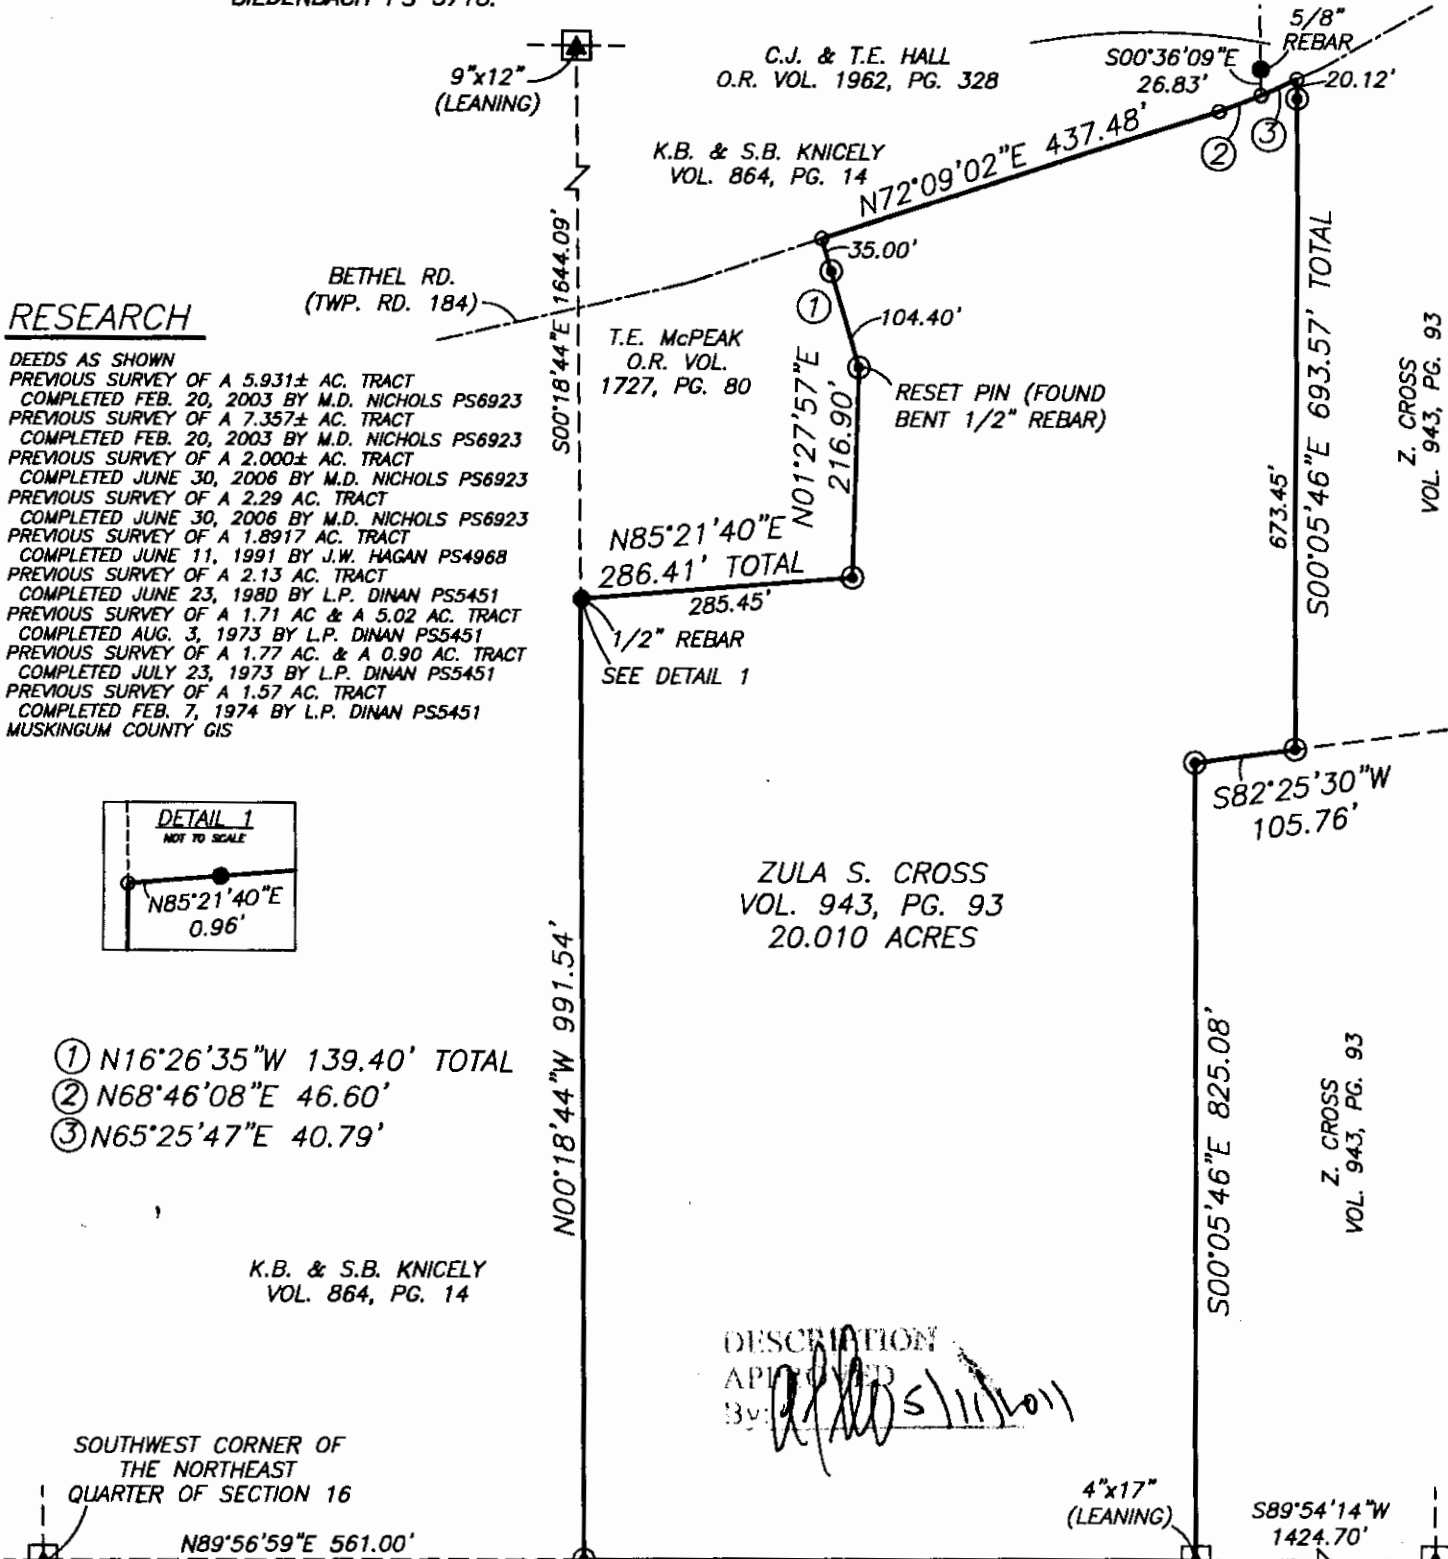 BIEDENBACH PS 5718.
9"x12"
(LEANING)
C.J. & T.E. HALL
O.R. VOL. 1962, PG. 328
S00°36'09"E
26.83'
5/8"
REBAR
20.12'
K.B. & S.B. KNICELY
VOL. 864, PG. 14
N72°09'02"E 437.48'
②
③
S00°18'44"E 1644.09'
35.00'
BETHEL RD.
(TWP. RD. 184)
①
104.40'
T.E. McPEAK
O.R. VOL.
1727, PG. 80
N01°27'57"E
216.90'
RESET PIN (FOUND
BENT 1/2" REBAR)
S00°05'46"E 693.57' TOTAL
673.45'
Z. CROSS
VOL. 943, PG. 93
RESEARCH
DEEDS AS SHOWN
PREVIOUS SURVEY OF A 5.931± AC. TRACT
COMPLETED FEB. 20, 2003 BY M.D. NICHOLS PS6923
PREVIOUS SURVEY OF A 7.357± AC. TRACT
COMPLETED FEB. 20, 2003 BY M.D. NICHOLS PS6923
PREVIOUS SURVEY OF A 2.000± AC. TRACT
COMPLETED JUNE 30, 2006 BY M.D. NICHOLS PS6923
PREVIOUS SURVEY OF A 2.29 AC. TRACT
COMPLETED JUNE 30, 2006 BY M.D. NICHOLS PS6923
PREVIOUS SURVEY OF A 1.8917 AC. TRACT
COMPLETED JUNE 11, 1991 BY J.W. HAGAN PS4968
PREVIOUS SURVEY OF A 2.13 AC. TRACT
COMPLETED JUNE 23, 1980 BY L.P. DINAN PS5451
PREVIOUS SURVEY OF A 1.71 AC & A 5.02 AC. TRACT
COMPLETED AUG. 3, 1973 BY L.P. DINAN PS5451
PREVIOUS SURVEY OF A 1.77 AC. & A 0.90 AC. TRACT
COMPLETED JULY 23, 1973 BY L.P. DINAN PS5451
PREVIOUS SURVEY OF A 1.57 AC. TRACT
COMPLETED FEB. 7, 1974 BY L.P. DINAN PS5451
MUSKINGUM COUNTY GIS
N85°21'40"E
286.41' TOTAL
285.45'
1/2" REBAR
SEE DETAIL 1
S82°25'30"W
105.76'
DETAIL 1
NOT TO SCALE
N85°21'40"E
0.96'
ZULA S. CROSS
VOL. 943, PG. 93
20.010 ACRES
N00°18'44"W 991.54'
① N16°26'35"W 139.40' TOTAL
② N68°46'08"E 46.60'
③ N65°25'47"E 40.79'
S00°05'46"E 825.08'
Z. CROSS
VOL. 943, PG. 93
K.B. & S.B. KNICELY
VOL. 864, PG. 14
DESCRIPTION
APPROVED
By: 5/11/2011
SOUTHWEST CORNER OF
THE NORTHEAST
QUARTER OF SECTION 16
N89°56'59"E 561.00'
4"x17"
(LEANING)
S89°54'14"W
1424.70'